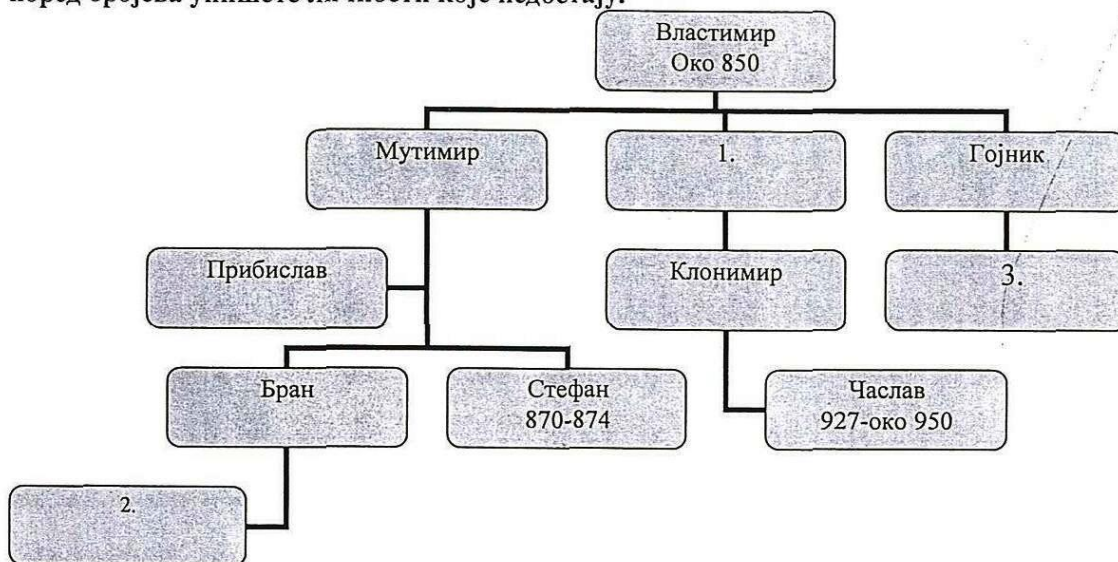 Властимир
Око 850
Мутимир
1.
Гојник
Прибислав
Клонимир
3.
Бран
Стефан
870-874
Часлав
927-око 950
2.